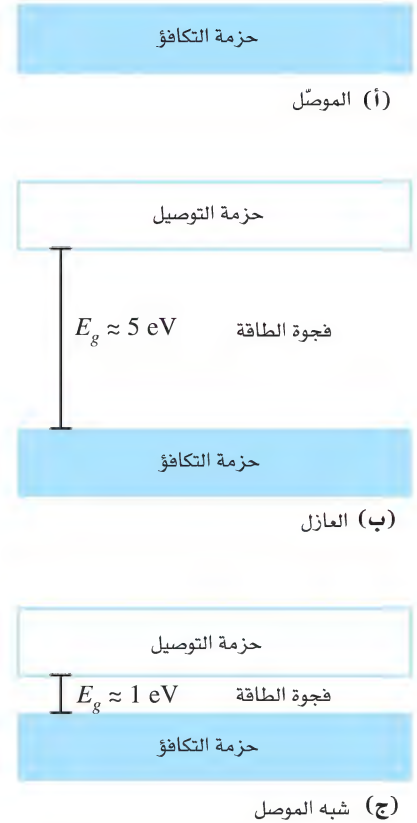 حزمة التكافؤ
(أ) الموصّل
حزمة التوصيل
فجوة الطاقة E_g ≈ 5 eV
حزمة التكافؤ
(ب) العازل
حزمة التوصيل
فجوة الطاقة E_g ≈ 1 eV
حزمة التكافؤ
(ج) شبه الموصل